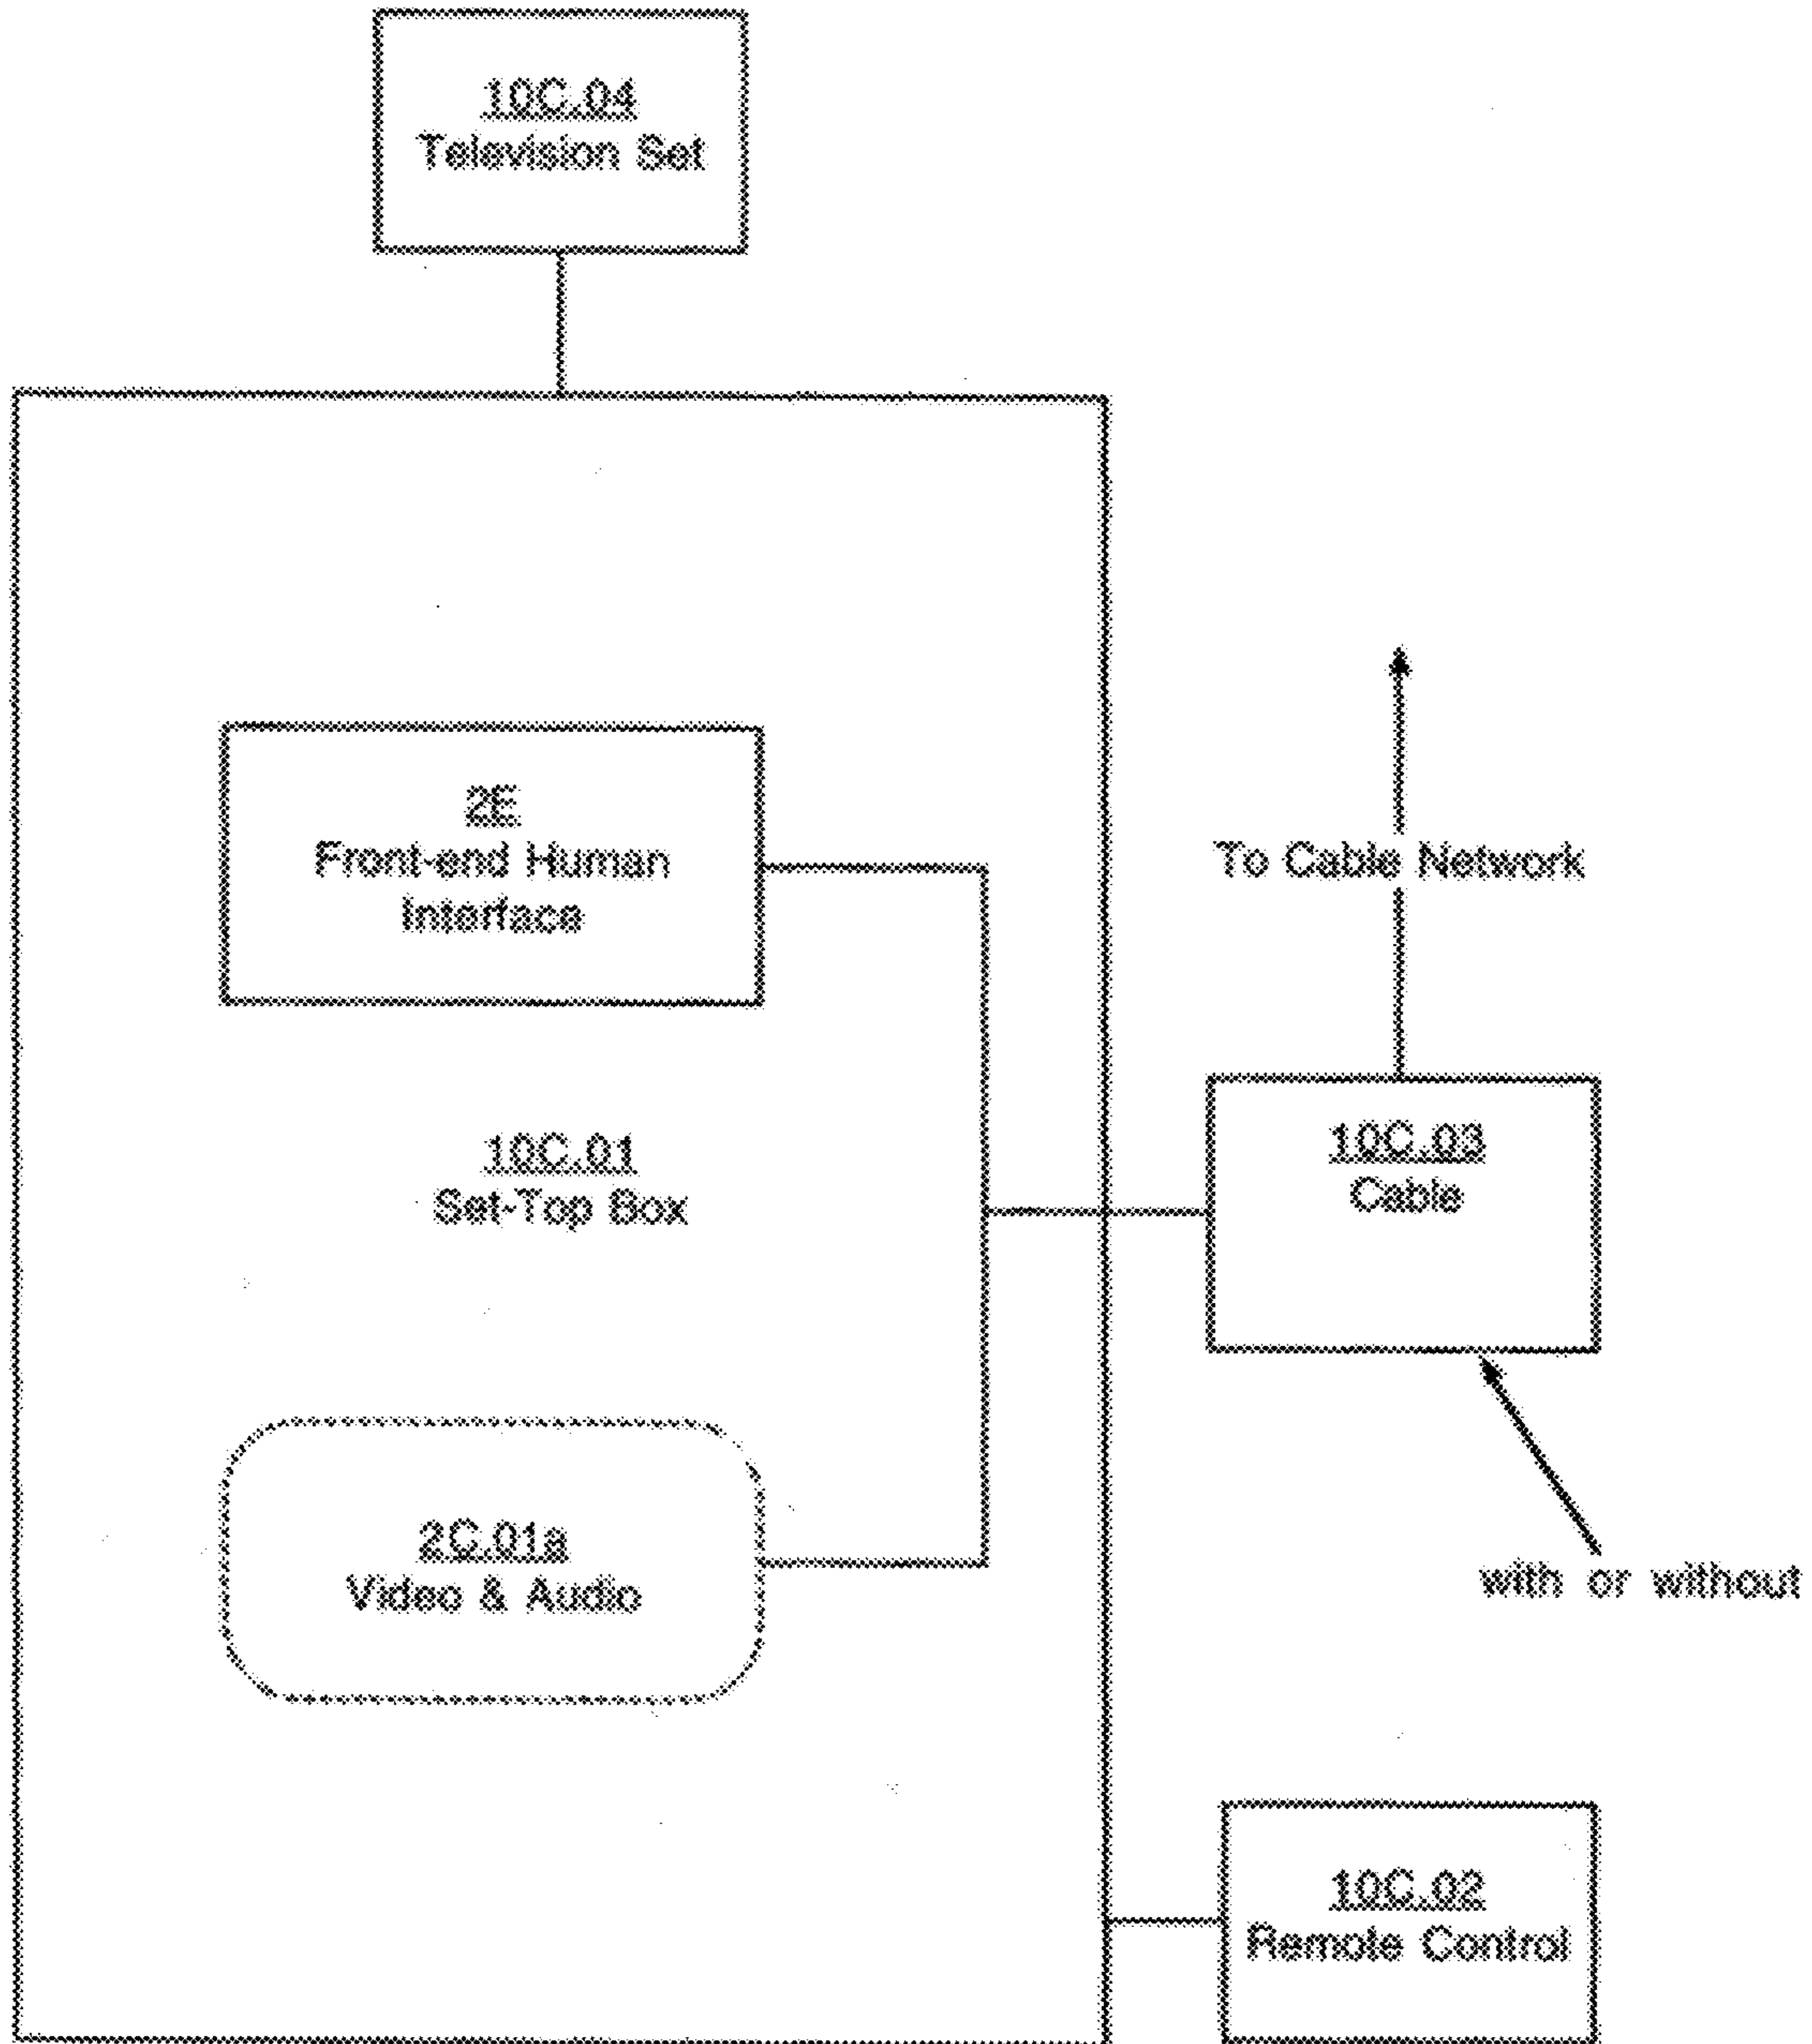 10C.04
Television Set
2E
Front-end Human
Interface
To Cable Network
10C.01
Set-Top Box
10C.03
Cable
2C.01a
Video & Audio
with or without
10C.02
Remote Control